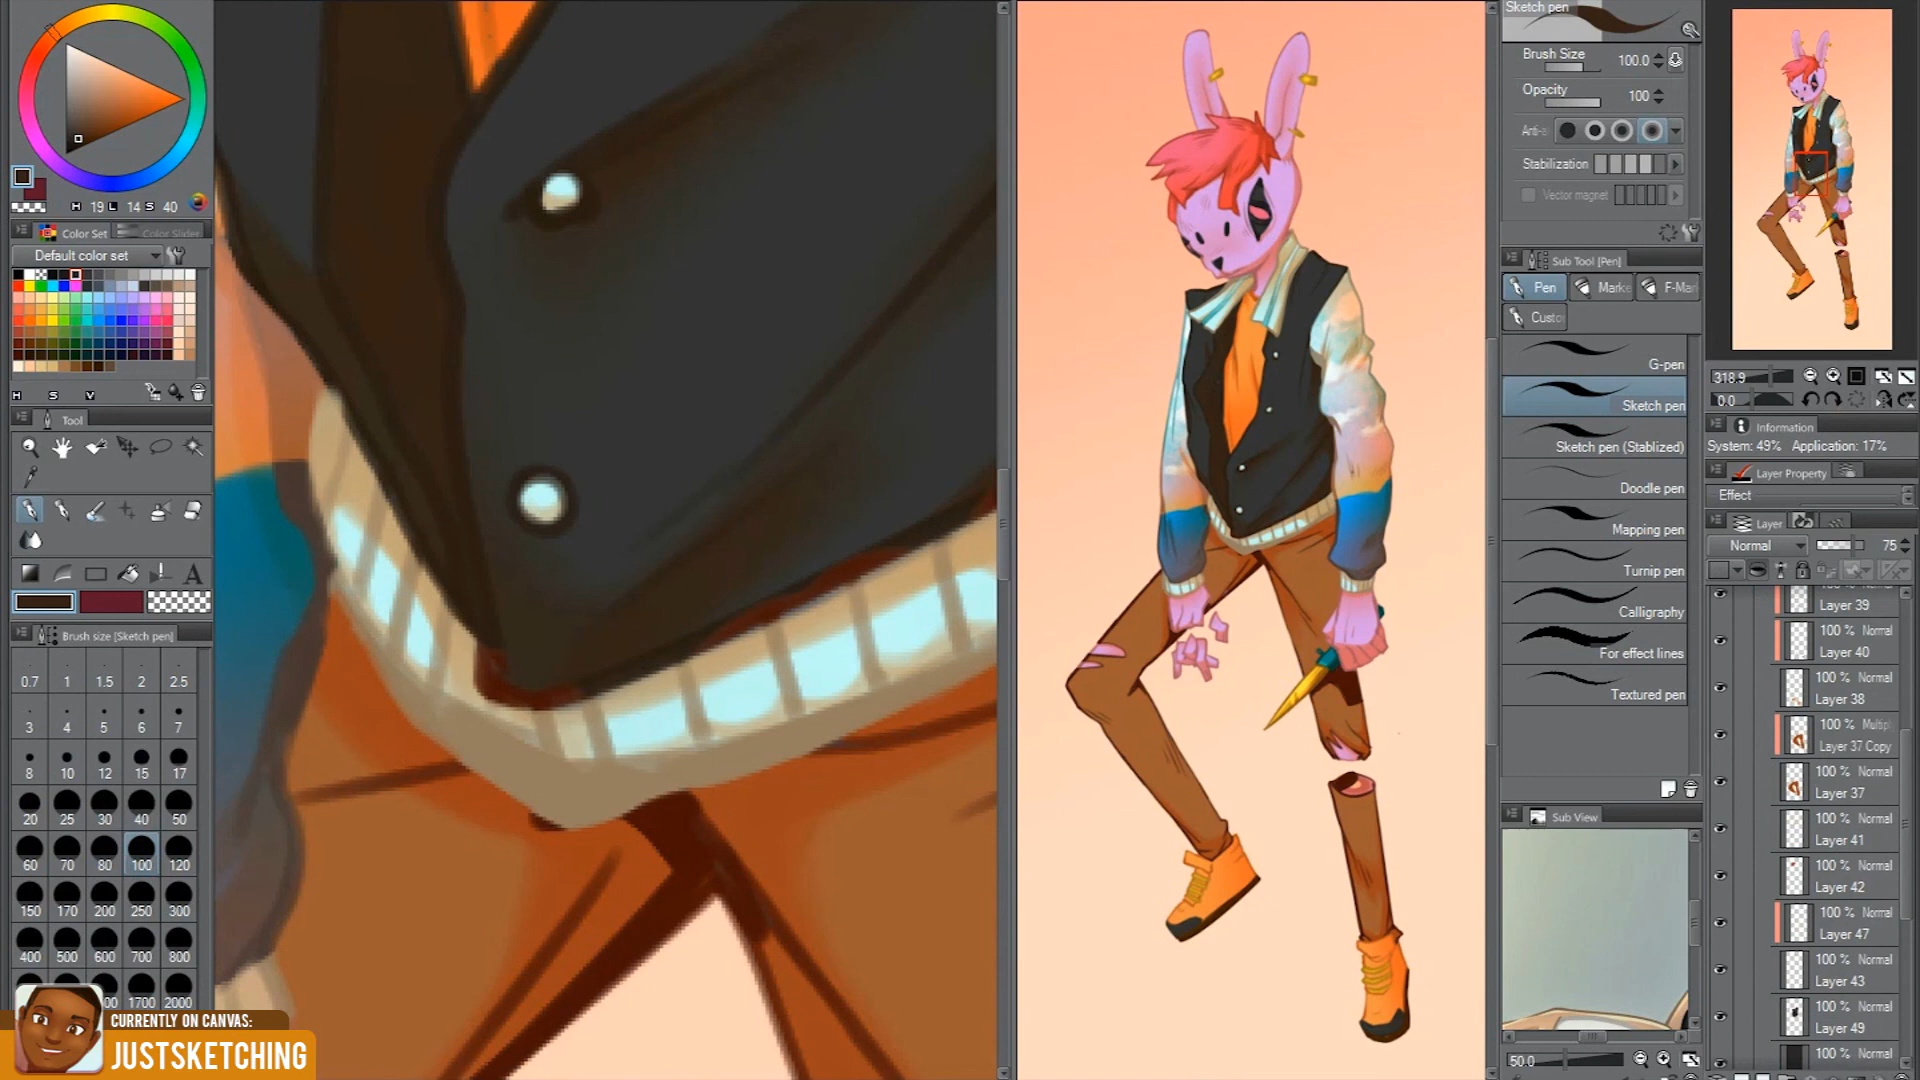 H 19 L 14 S 40
Color Set
Color Slider
Default color set
H S V
Tool
Brush size [Sketch pen]
0.7 1 1.5 2 2.5
3 4 5 6 7
8 10 12 15 17
20 25 30 40 50
60 70 80 100 120
150 170 200 250 300
400 500 600 700 800
00 1700 2000
CURRENTLY ON CANVAS:
JUSTSKETCHING
Sketch pen
Brush Size 100.0
Opacity 100
Anti-a
Stabilization
Vector magnet
Sub Tool [Pen]
Pen
Marke
F-Mar
Custo
G-pen
Sketch pen
Sketch pen (Stablized)
Doodle pen
Mapping pen
Turnip pen
Calligraphy
For effect lines
Textured pen
Sub View
50.0
318.9
0.0
Information
System: 49% Application: 17%
Layer Property
Effect
Layer
Normal 75
Layer 39
100 % Normal
Layer 40
100 % Normal
Layer 38
100 % Multipl
Layer 37 Copy
100 % Normal
Layer 37
100 % Normal
Layer 41
100 % Normal
Layer 42
100 % Normal
Layer 47
100 % Normal
Layer 43
100 % Normal
Layer 49
100 % Normal